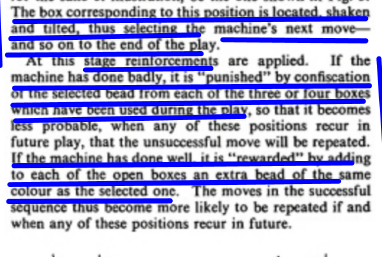 The box corresponding to this position is located, shaken
and tilted, thus selecting the machine's next move—
and so on to the end of the play.
At this stage reinforcements are applied. If the
machine has done badly, it is "punished" by confiscation
of the selected bead from each of the three or four boxes
which have been used during the play, so that it becomes
less probable, when any of these positions recur in
future play, that the unsuccessful move will be repeated.
If the machine has done well, it is "rewarded" by adding
to each of the open boxes an extra bead of the same
colour as the selected one. The moves in the successful
sequence thus become more likely to be repeated if and
when any of these positions recur in future.